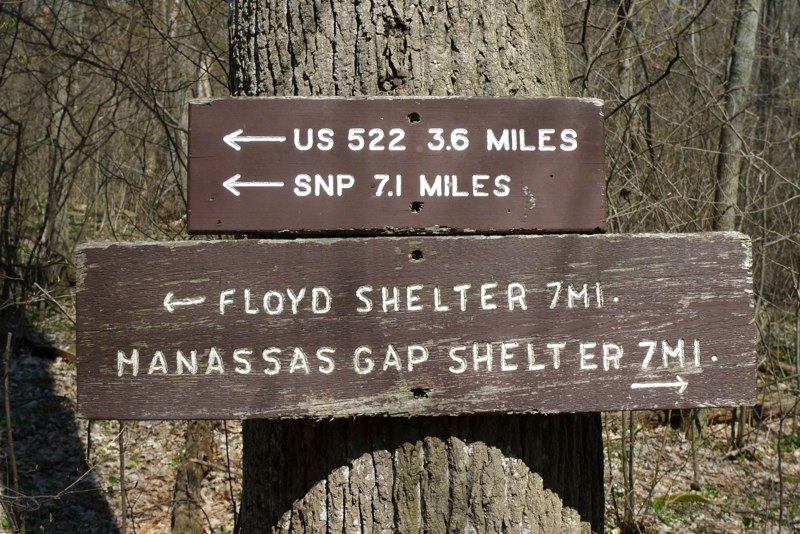 ← US 522 3.6 MILES
← SNP 7.1 MILES
← FLOYD SHELTER 7MI.
MANASSAS GAP SHELTER 7MI. →